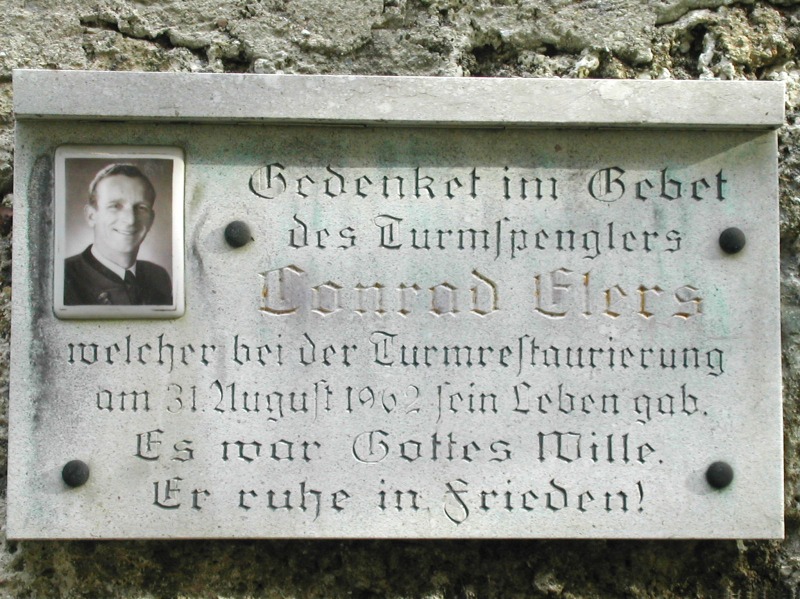 Gedenket im Gebet
des Turmſpenglers
Conrad Elers
welcher bei der Turmreſtaurierung
am 31. Auguſt 1962 ſein Leben gab.
Es war Gottes Wille.
Er ruhe in Frieden!